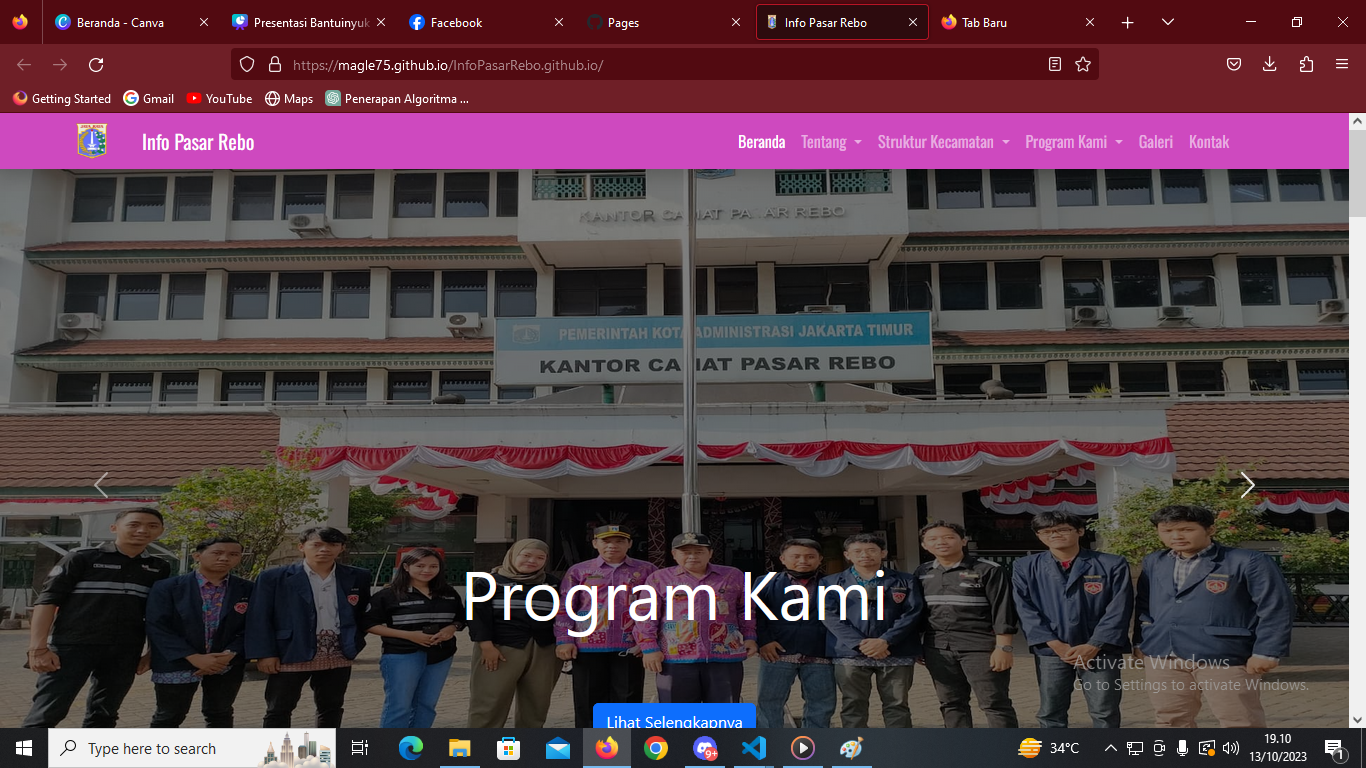 Beranda - Canva
Presentasi Bantuinyuk
Facebook
Pages
Info Pasar Rebo
Tab Baru
https://magle75.github.io/InfoPasarRebo.github.io/
Getting Started
Gmail
YouTube
Maps
Penerapan Algoritma ...
Info Pasar Rebo
Beranda
Tentang
Struktur Kecamatan
Program Kami
Galeri
Kontak
KANTOR CAMAT PASAR REBO
PEMERINTAH KOTA ADMINISTRASI JAKARTA TIMUR
KANTOR CAMAT PASAR REBO
Program Kami
Lihat Selengkapnya
Activate Windows
Go to Settings to activate Windows.
Type here to search
9+
34°C
19.10
13/10/2023
1